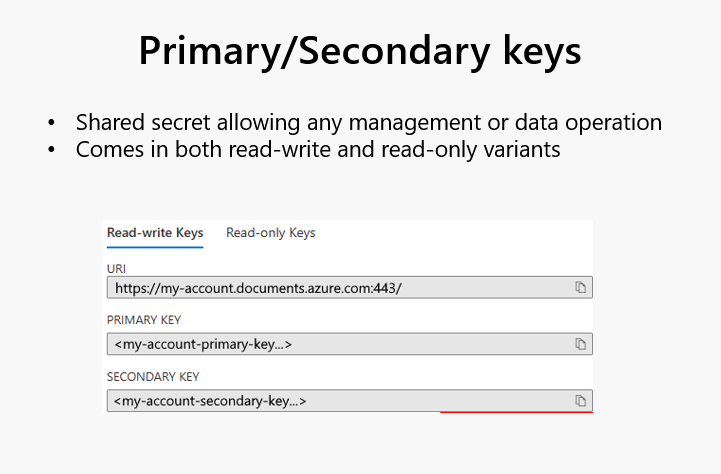 Primary/Secondary keys
• Shared secret allowing any management or data operation
• Comes in both read-write and read-only variants
Read-write Keys Read-only Keys
URI
https://my-account.documents.azure.com:443/
PRIMARY KEY
<my-account-primary-key...>
SECONDARY KEY
<my-account-secondary-key...>